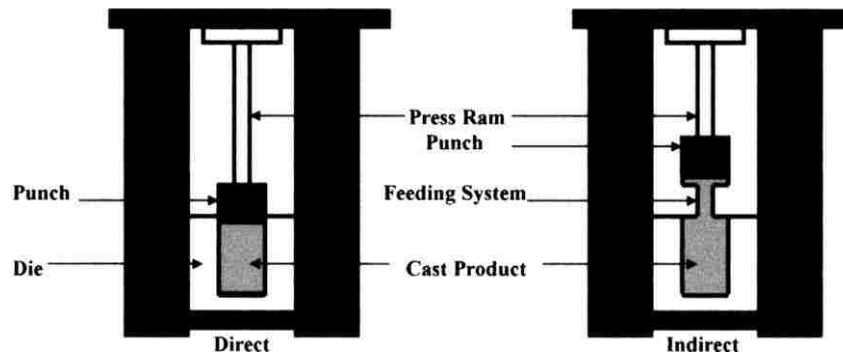 Press Ram
Punch
Punch
Feeding System
Die
Cast Product
Direct
Indirect